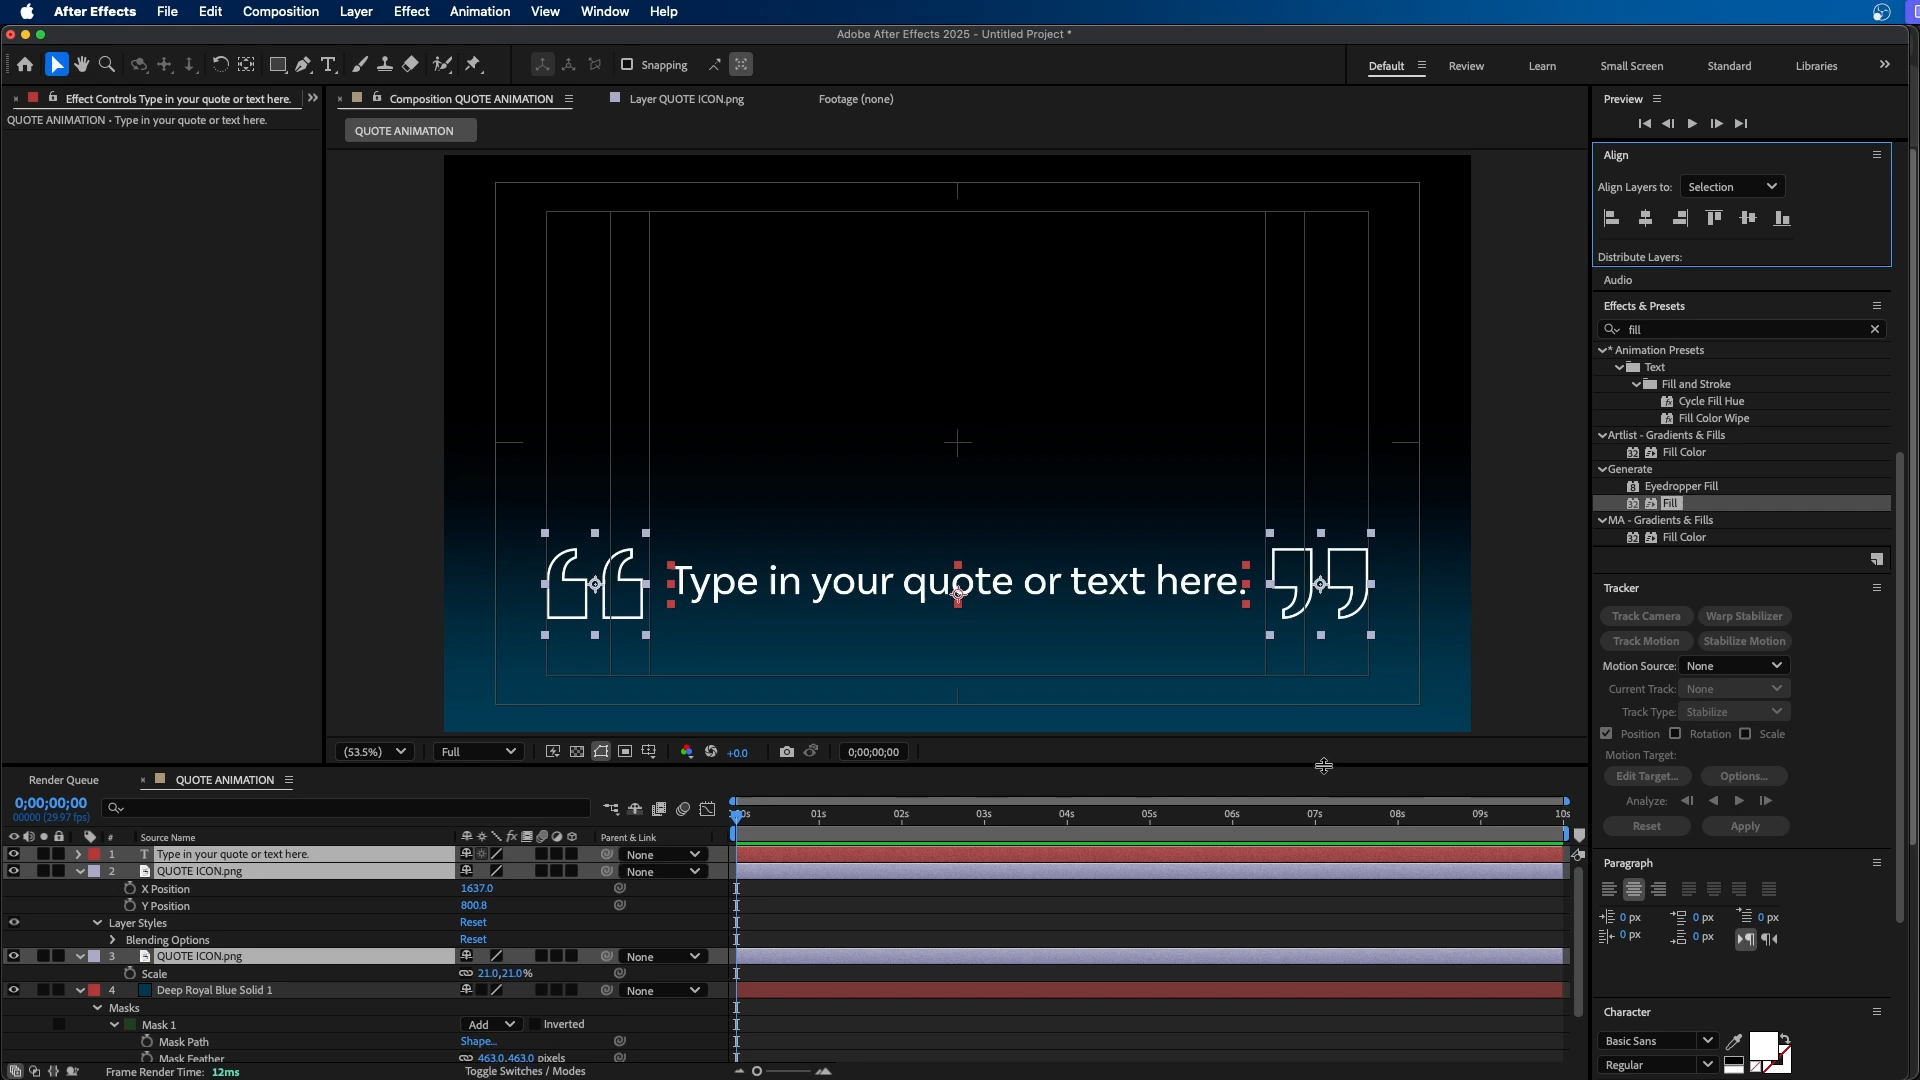 After Effects File Edit Composition Layer Effect Animation View Window Help
Adobe After Effects 2025 - Untitled Project *
Snapping
Default Review Learn Small Screen Standard Libraries
Effect Controls Type in your quote or text here.
QUOTE ANIMATION • Type in your quote or text here.
Composition QUOTE ANIMATION
Layer QUOTE ICON.png
Footage (none)
QUOTE ANIMATION
Type in your quote or text here.
(53.5%) Full +0.0 0;00;00;00
Preview
Align
Align Layers to: Selection
Distribute Layers:
Audio
Effects & Presets
fill
* Animation Presets
Text
Fill and Stroke
Cycle Fill Hue
Fill Color Wipe
Artlist - Gradients & Fills
32 Fill Color
Generate
8 Eyedropper Fill
32 Fill
MA - Gradients & Fills
32 Fill Color
Tracker
Track Camera Warp Stabilizer
Track Motion Stabilize Motion
Motion Source: None
Current Track: None
Track Type: Stabilize
Position Rotation Scale
Motion Target:
Edit Target... Options...
Analyze:
Reset Apply
Paragraph
0 px 0 px 0 px
0 px 0 px
Character
Basic Sans
Regular
Render Queue QUOTE ANIMATION
0;00;00;00
00000 (29.97 fps)
01s 02s 03s 04s 05s 06s 07s 08s 09s 10s
# Source Name fx Parent & Link
1 T Type in your quote or text here. None
2 QUOTE ICON.png None
X Position 1637.0
Y Position 800.8
Layer Styles Reset
Blending Options Reset
3 QUOTE ICON.png None
Scale 21.0,21.0%
4 Deep Royal Blue Solid 1 None
Masks
Mask 1 Add Inverted
Mask Path Shape...
Mask Feather 463.0,463.0 pixels
Frame Render Time: 12ms Toggle Switches / Modes